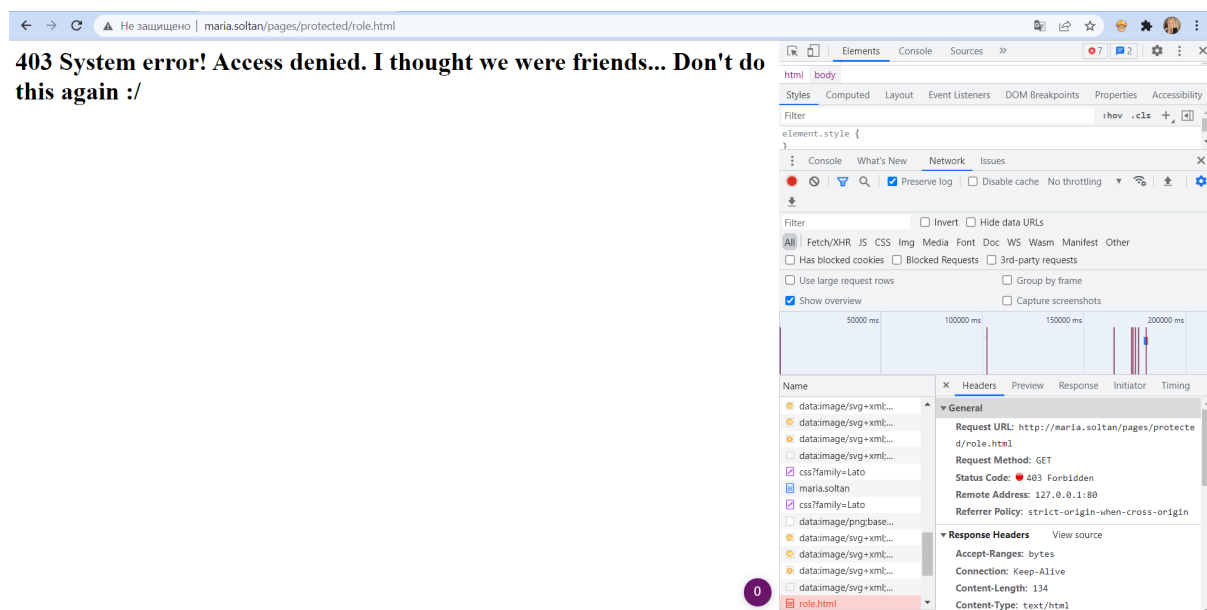 Не защищено | maria.soltan/pages/protected/role.html
403 System error! Access denied. I thought we were friends... Don't do
this again :/
Elements Console Sources » 7 2
html body
Styles Computed Layout Event Listeners DOM Breakpoints Properties Accessibility
Filter :hov .cls
element.style {
}
Console What's New Network Issues
Preserve log Disable cache No throttling
Filter Invert Hide data URLs
All Fetch/XHR JS CSS Img Media Font Doc WS Wasm Manifest Other
Has blocked cookies Blocked Requests 3rd-party requests
Use large request rows Group by frame
Show overview Capture screenshots
50000 ms 100000 ms 150000 ms 200000 ms
Name Headers Preview Response Initiator Timing
data:image/svg+xml;... General
data:image/svg+xml;... Request URL: http://maria.soltan/pages/protecte
data:image/svg+xml;... d/role.html
data:image/svg+xml;... Request Method: GET
css?family=Lato Status Code: 403 Forbidden
maria.soltan Remote Address: 127.0.0.1:80
css?family=Lato Referrer Policy: strict-origin-when-cross-origin
data:image/png;base...
data:image/svg+xml;... Response Headers View source
data:image/svg+xml;... Accept-Ranges: bytes
data:image/svg+xml;... Connection: Keep-Alive
data:image/svg+xml;... Content-Length: 134
role.html Content-Type: text/html
0